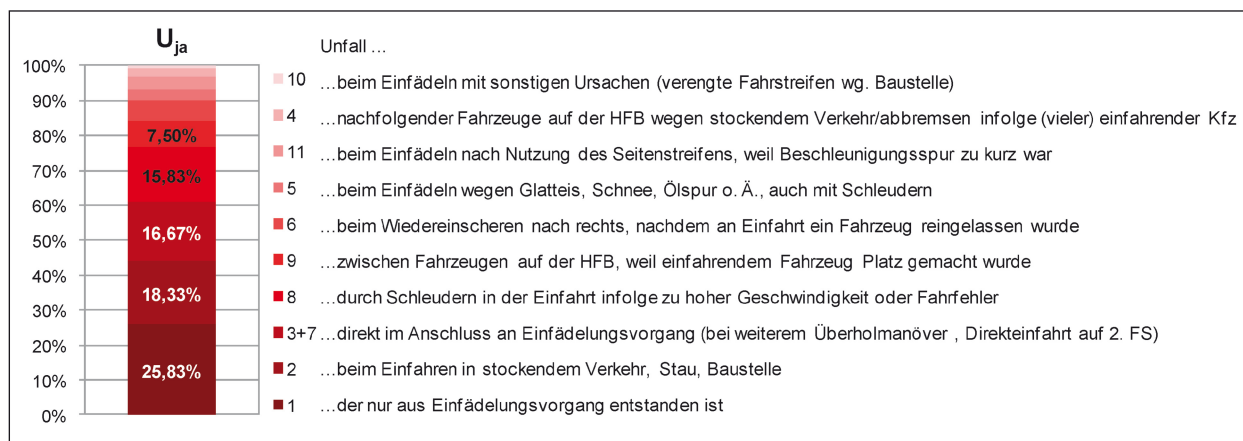 U_ja
Unfall ...
100%
90%
80%
70%
60%
50%
40%
30%
20%
10%
0%
7,50%
15,83%
16,67%
18,33%
25,83%
10 ...beim Einfädeln mit sonstigen Ursachen (verengte Fahrstreifen wg. Baustelle)
4 ...nachfolgender Fahrzeuge auf der HFB wegen stockendem Verkehr/abbremsen infolge (vieler) einfahrender Kfz
11 ...beim Einfädeln nach Nutzung des Seitenstreifens, weil Beschleunigungsspur zu kurz war
5 ...beim Einfädeln wegen Glatteis, Schnee, Ölspur o. Ä., auch mit Schleudern
6 ...beim Wiedereinscheren nach rechts, nachdem an Einfahrt ein Fahrzeug reingelassen wurde
9 ...zwischen Fahrzeugen auf der HFB, weil einfahrendem Fahrzeug Platz gemacht wurde
8 ...durch Schleudern in der Einfahrt infolge zu hoher Geschwindigkeit oder Fahrfehler
3+7 ...direkt im Anschluss an Einfädelungsvorgang (bei weiterem Überholmanöver , Direkteinfahrt auf 2. FS)
2 ...beim Einfahren in stockendem Verkehr, Stau, Baustelle
1 ...der nur aus Einfädelungsvorgang entstanden ist